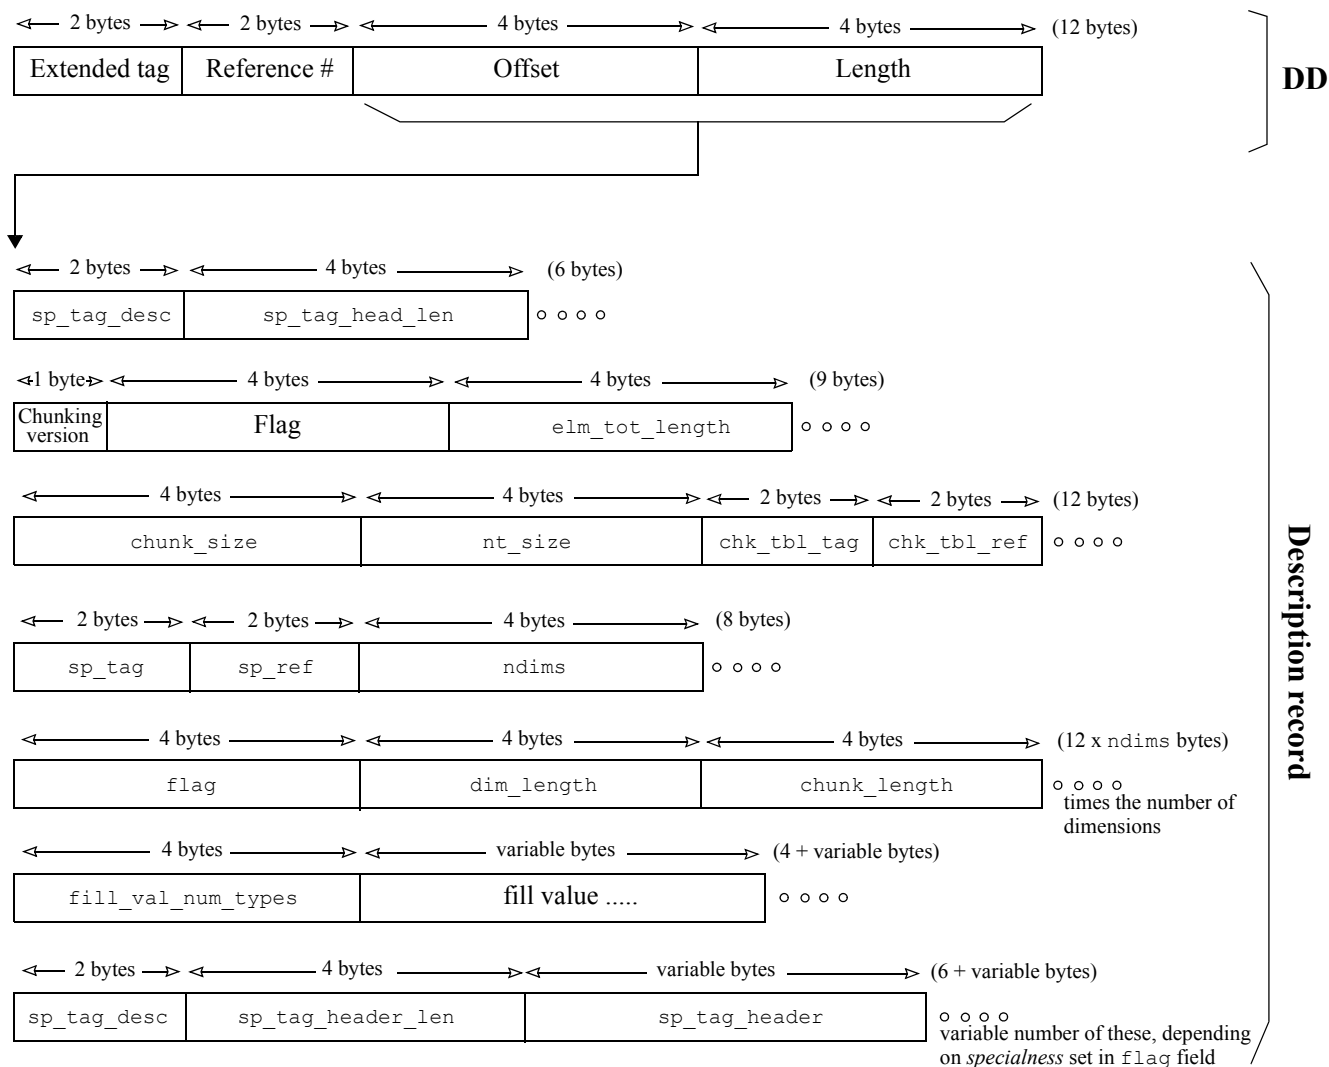 2 bytes 2 bytes 4 bytes 4 bytes (12 bytes)
Extended tag Reference # Offset Length
DD
2 bytes 4 bytes (6 bytes)
sp_tag_desc sp_tag_head_len
1 byte 4 bytes 4 bytes (9 bytes)
Chunking
version Flag elm_tot_length
4 bytes 4 bytes 2 bytes 2 bytes (12 bytes)
chunk_size nt_size chk_tbl_tag chk_tbl_ref
2 bytes 2 bytes 4 bytes (8 bytes)
sp_tag sp_ref ndims
4 bytes 4 bytes 4 bytes (12 x ndims bytes)
flag dim_length chunk_length
times the number of
dimensions
4 bytes variable bytes (4 + variable bytes)
fill_val_num_types fill value .....
2 bytes 4 bytes variable bytes (6 + variable bytes)
sp_tag_desc sp_tag_header_len sp_tag_header
variable number of these, depending
on specialness set in flag field
Description record